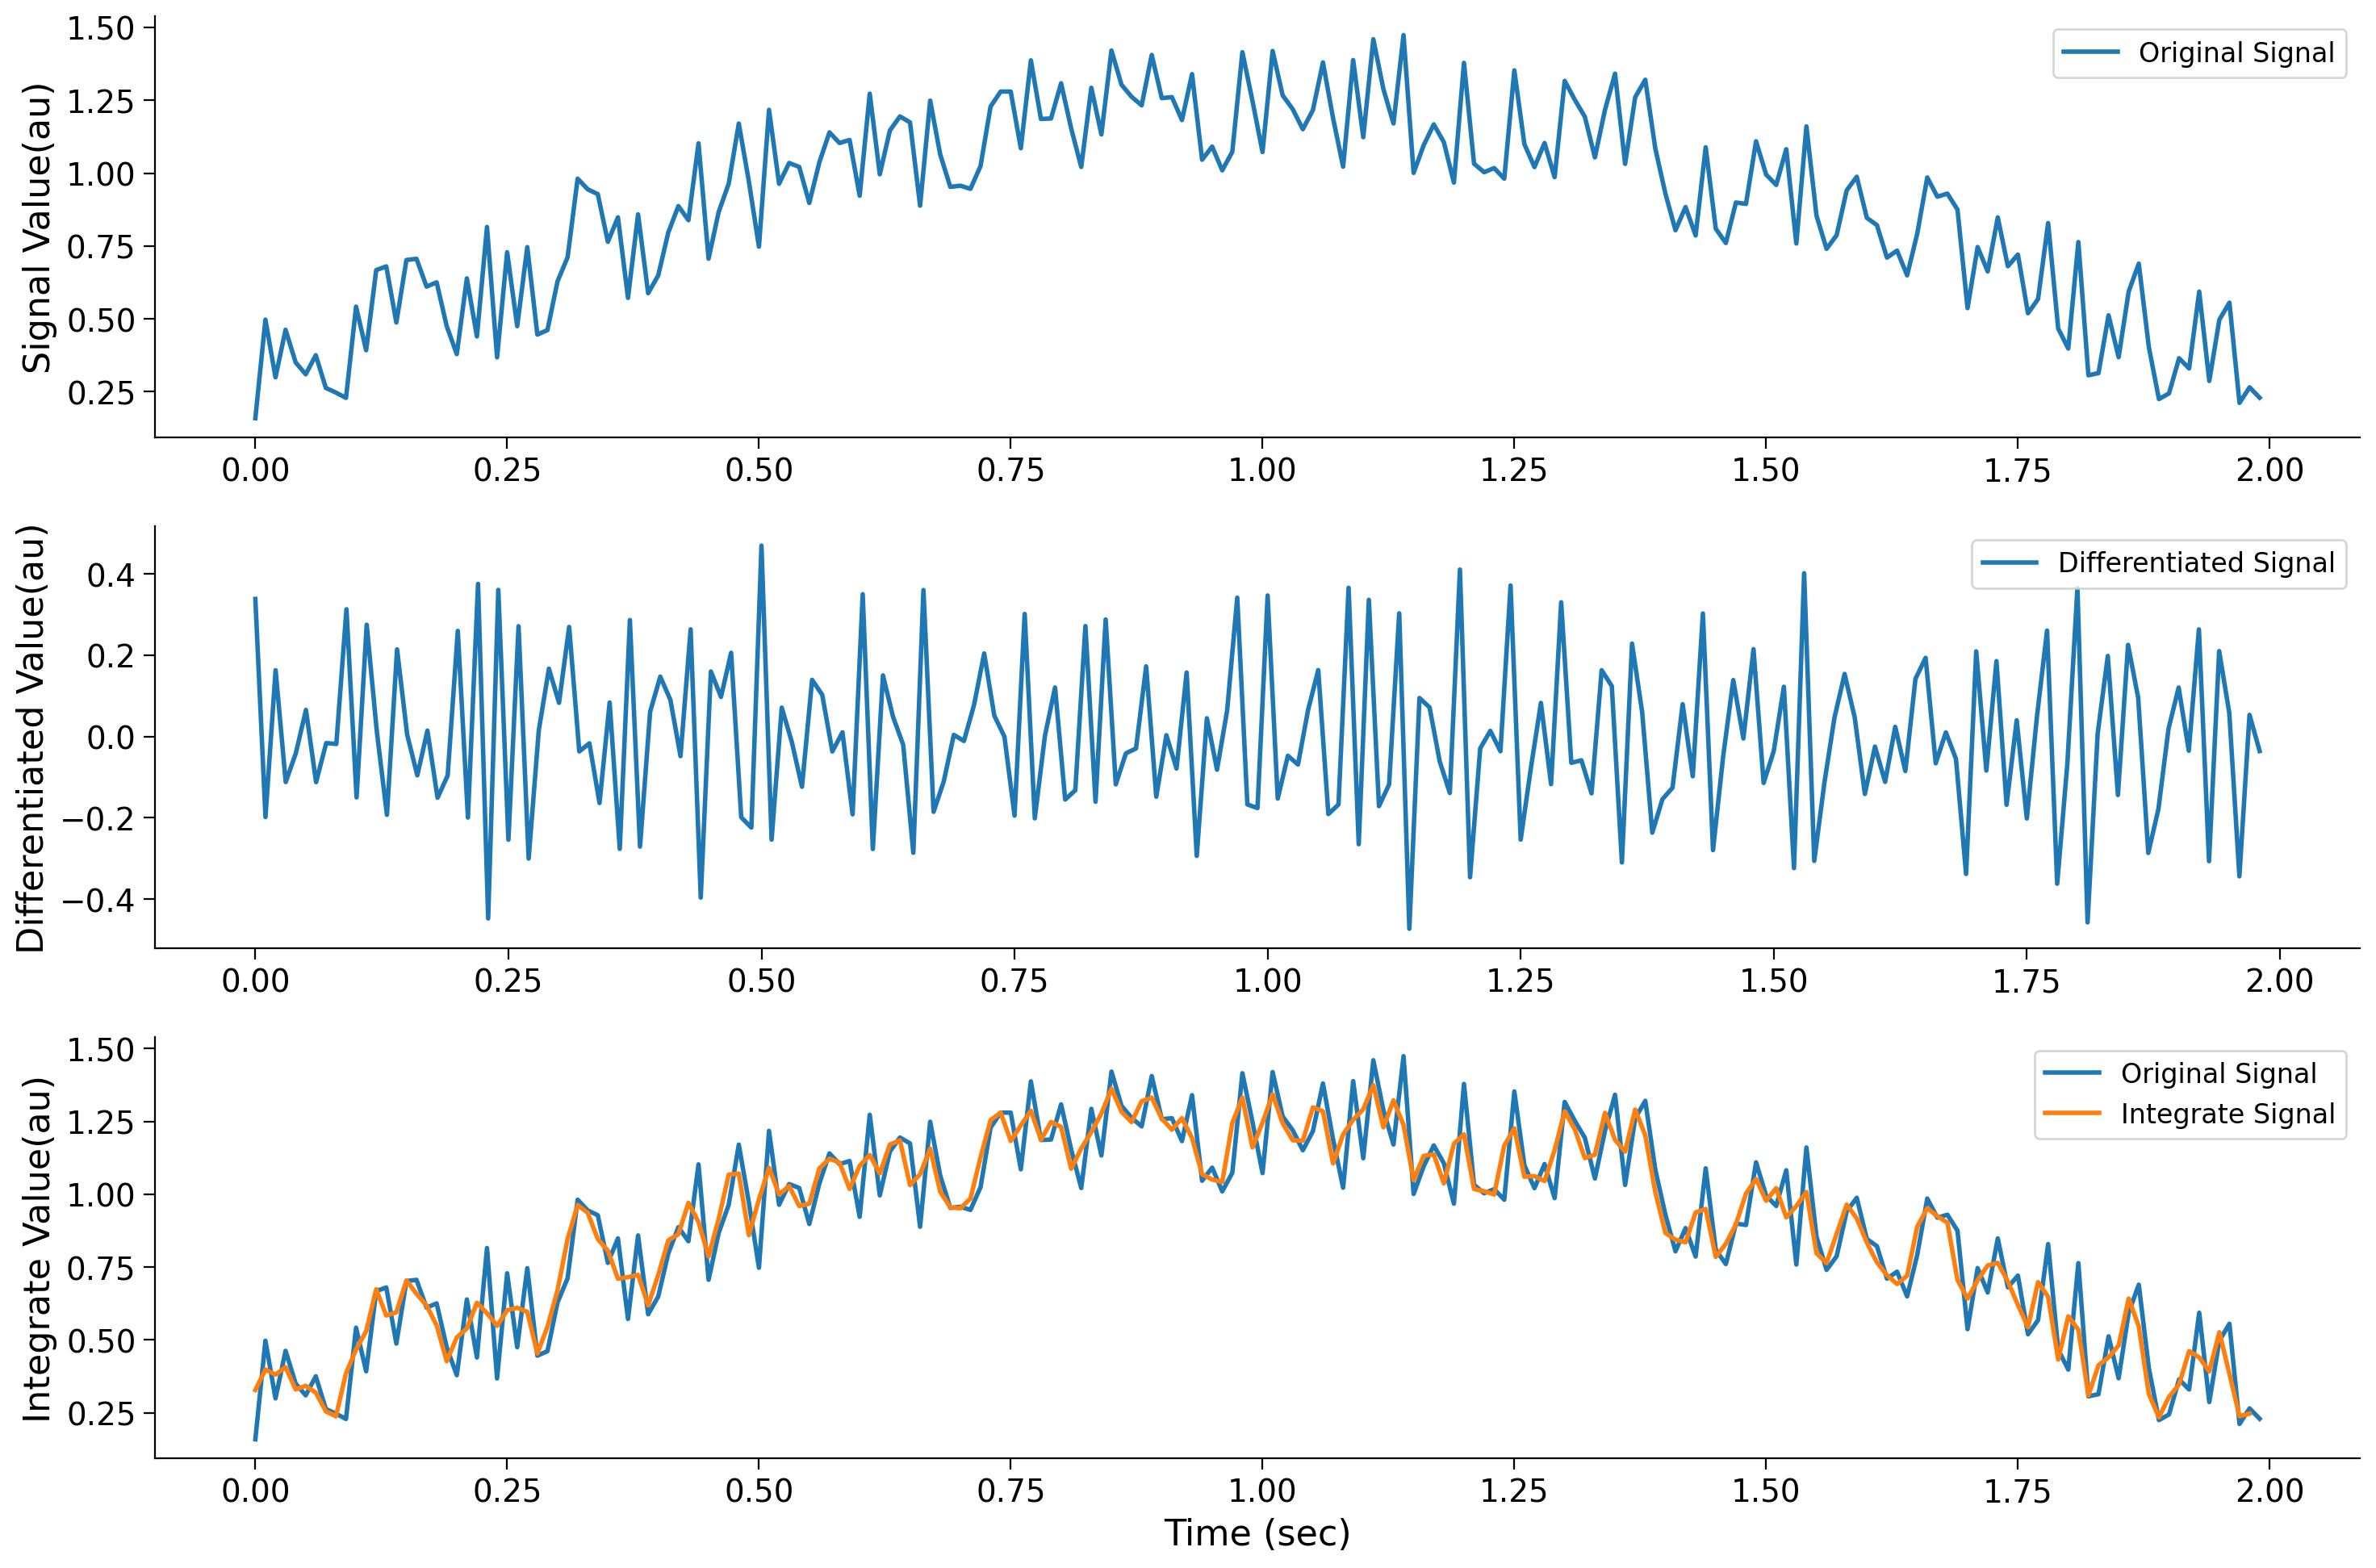 Signal Value(au)
1.50
1.25
1.00
0.75
0.50
0.25
Original Signal
0.00 0.25 0.50 0.75 1.00 1.25 1.50 1.75 2.00
Differentiated Value(au)
0.4
0.2
0.0
−0.2
−0.4
Differentiated Signal
0.00 0.25 0.50 0.75 1.00 1.25 1.50 1.75 2.00
Integrate Value(au)
1.50
1.25
1.00
0.75
0.50
0.25
Original Signal
Integrate Signal
0.00 0.25 0.50 0.75 1.00 1.25 1.50 1.75 2.00
Time (sec)